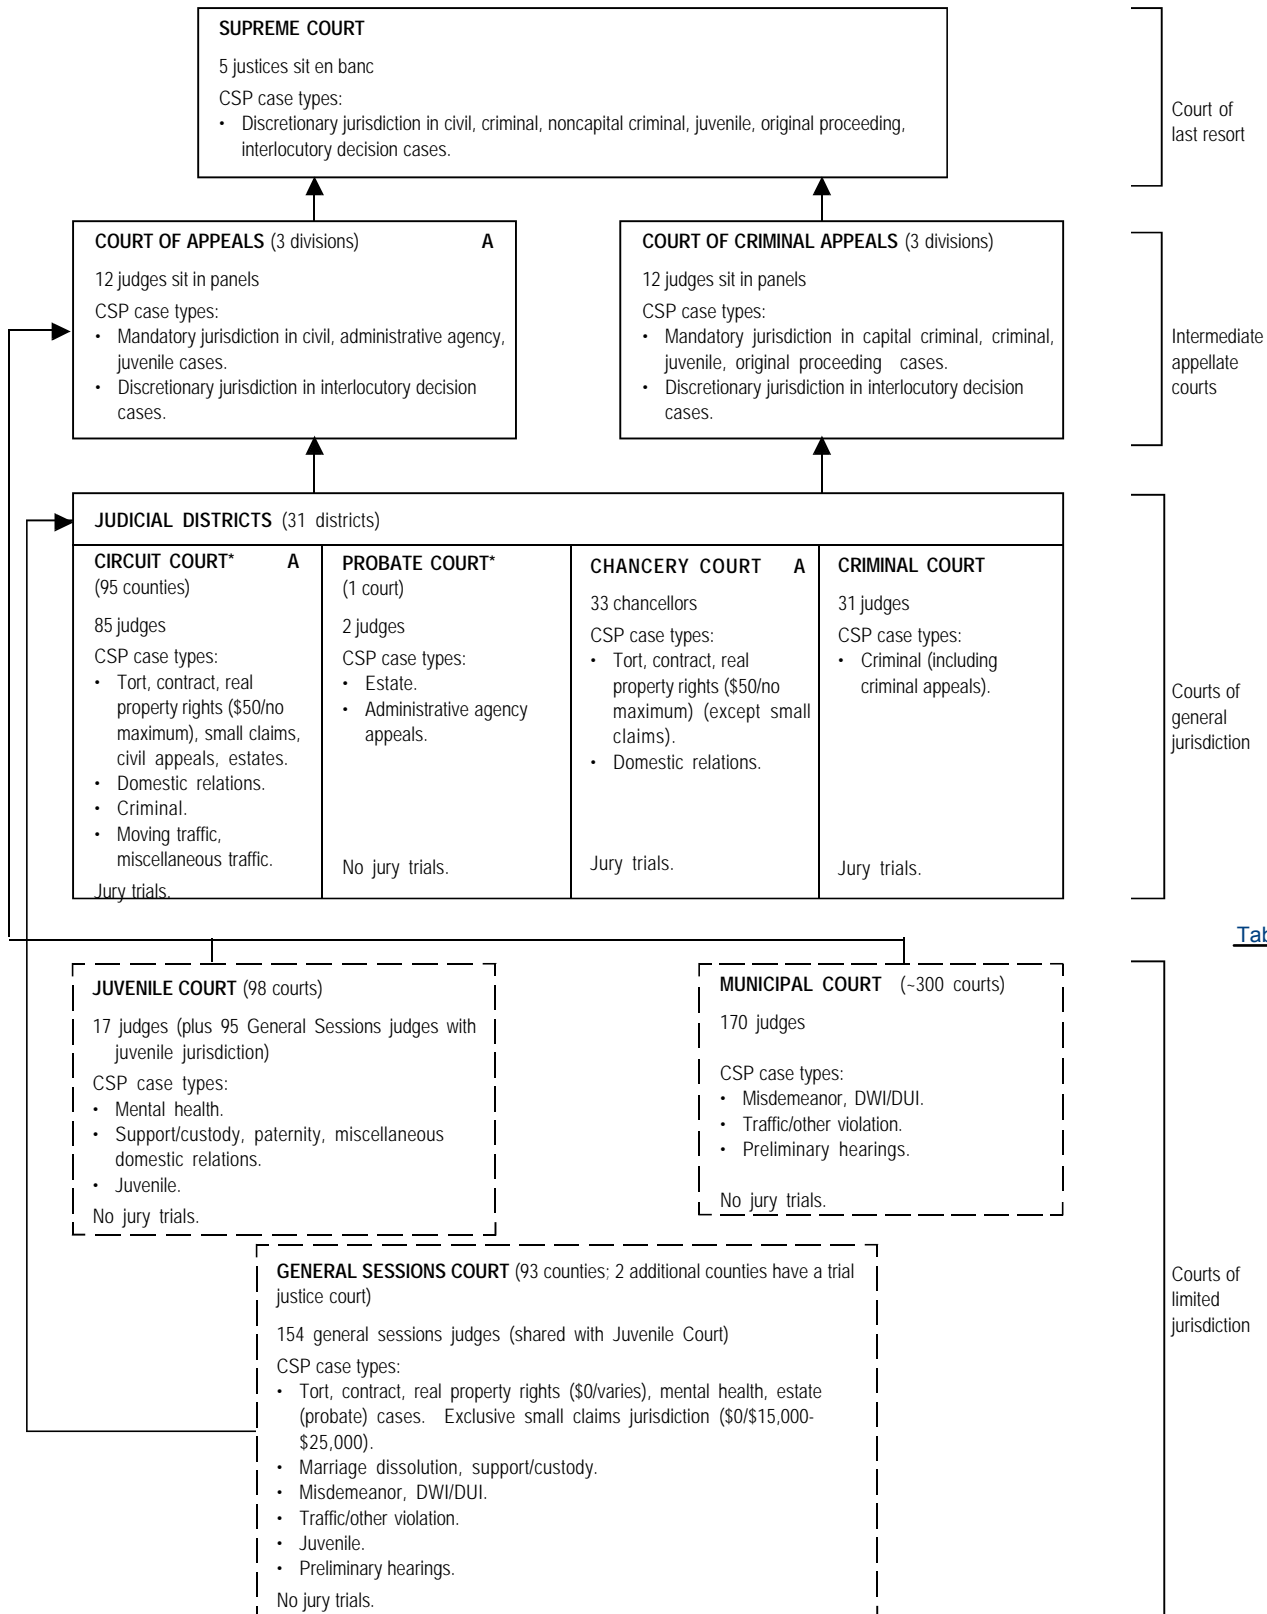 SUPREME COURT
5 justices sit en banc
CSP case types:
• Discretionary jurisdiction in civil, criminal, noncapital criminal, juvenile, original proceeding,
interlocutory decision cases.
Court of
last resort
COURT OF APPEALS (3 divisions) A
12 judges sit in panels
CSP case types:
• Mandatory jurisdiction in civil, administrative agency,
juvenile cases.
• Discretionary jurisdiction in interlocutory decision
cases.
COURT OF CRIMINAL APPEALS (3 divisions)
12 judges sit in panels
CSP case types:
• Mandatory jurisdiction in capital criminal, criminal,
juvenile, original proceeding cases.
• Discretionary jurisdiction in interlocutory decision
cases.
Intermediate
appellate
courts
JUDICIAL DISTRICTS (31 districts)
CIRCUIT COURT* A
(95 counties)
85 judges
CSP case types:
• Tort, contract, real
property rights ($50/no
maximum), small claims,
civil appeals, estates.
• Domestic relations.
• Criminal.
• Moving traffic,
miscellaneous traffic.
Jury trials.
PROBATE COURT*
(1 court)
2 judges
CSP case types:
• Estate.
• Administrative agency
appeals.
No jury trials.
CHANCERY COURT A
33 chancellors
CSP case types:
• Tort, contract, real
property rights ($50/no
maximum) (except small
claims).
• Domestic relations.
Jury trials.
CRIMINAL COURT
31 judges
CSP case types:
• Criminal (including
criminal appeals).
Jury trials.
Courts of
general
jurisdiction
Tab
JUVENILE COURT (98 courts)
17 judges (plus 95 General Sessions judges with
juvenile jurisdiction)
CSP case types:
• Mental health.
• Support/custody, paternity, miscellaneous
domestic relations.
• Juvenile.
No jury trials.
MUNICIPAL COURT (~300 courts)
170 judges
CSP case types:
• Misdemeanor, DWI/DUI.
• Traffic/other violation.
• Preliminary hearings.
No jury trials.
GENERAL SESSIONS COURT (93 counties; 2 additional counties have a trial
justice court)
154 general sessions judges (shared with Juvenile Court)
CSP case types:
• Tort, contract, real property rights ($0/varies), mental health, estate
(probate) cases. Exclusive small claims jurisdiction ($0/$15,000-
$25,000).
• Marriage dissolution, support/custody.
• Misdemeanor, DWI/DUI.
• Traffic/other violation.
• Juvenile.
• Preliminary hearings.
No jury trials.
Courts of
limited
jurisdiction